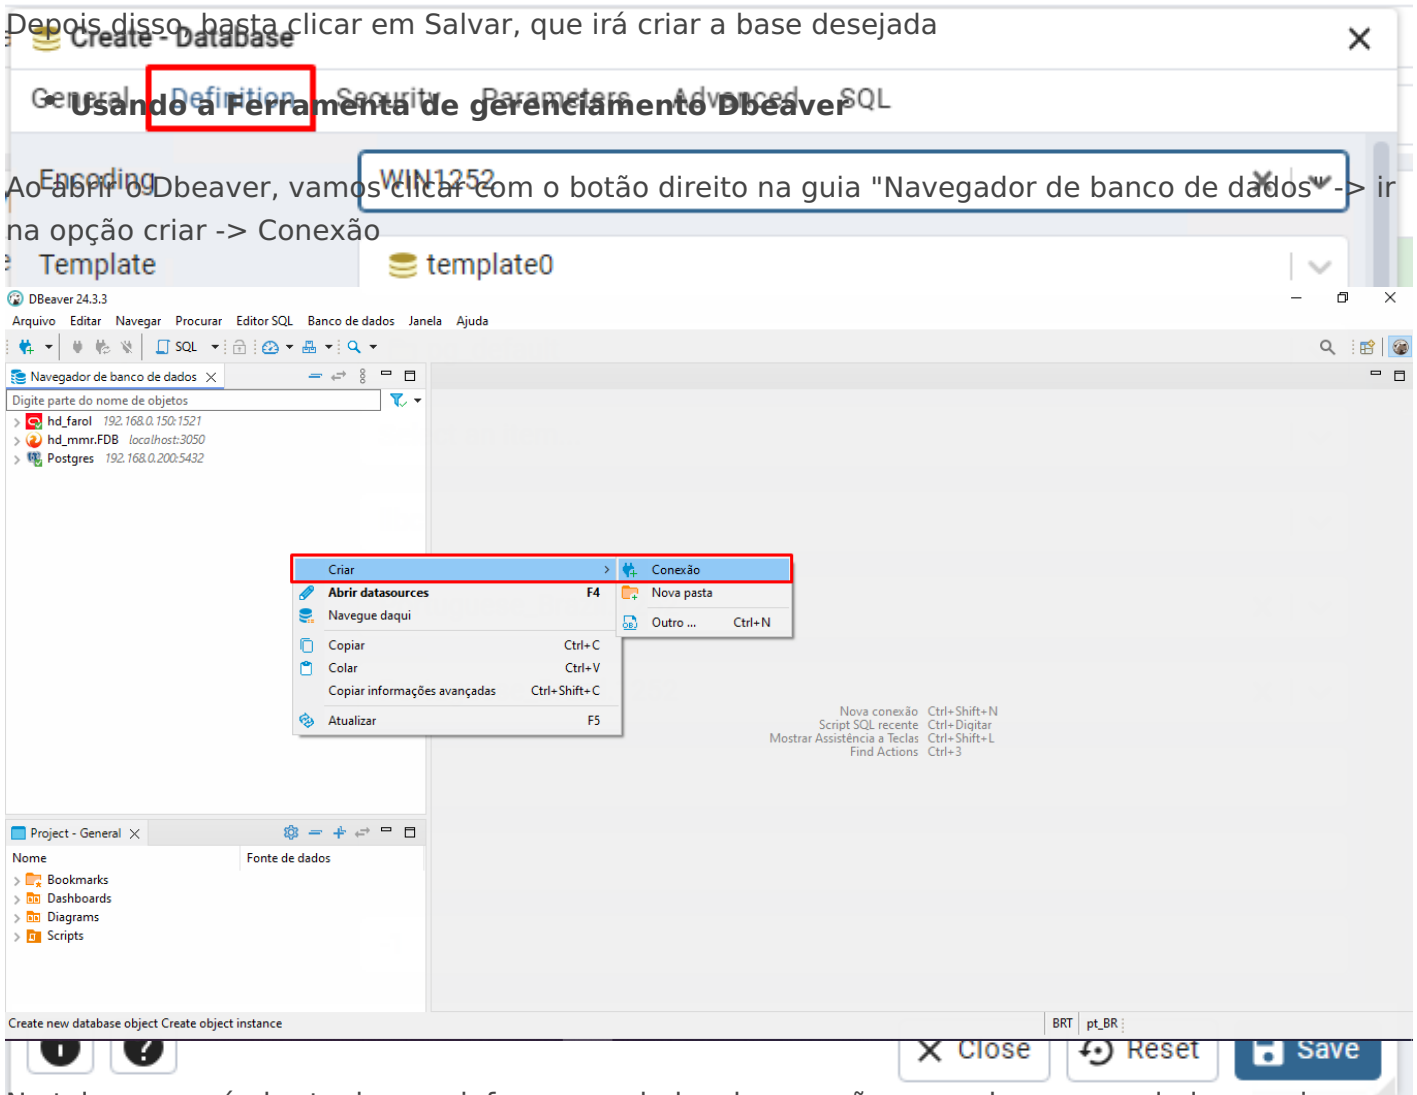 Depois disso, basta clicar em Salvar, que irá criar a base desejada
Create - Database
General Definition Security Parameters Advanced SQL
• Usando a Ferramenta de gerenciamento Dbeaver
Encoding WIN1252
Ao abrir o Dbeaver, vamos clicar com o botão direito na guia "Navegador de banco de dados" -> ir
na opção criar -> Conexão
Template template0
DBeaver 24.3.3
Arquivo Editar Navegar Procurar Editor SQL Banco de dados Janela Ajuda
SQL
Navegador de banco de dados
Digite parte do nome de objetos
hd_farol 192.168.0.150:1521
hd_mmr.FDB localhost:3050
Postgres 192.168.0.200:5432
Criar
Abrir datasources F4
Navegue daqui
Copiar Ctrl+C
Colar Ctrl+V
Copiar informações avançadas Ctrl+Shift+C
Atualizar F5
Conexão
Nova pasta
Outro ... Ctrl+N
Nova conexão Ctrl+Shift+N
Script SQL recente Ctrl+Digitar
Mostrar Assistência a Teclas Ctrl+Shift+L
Find Actions Ctrl+3
Project - General
Nome Fonte de dados
Bookmarks
Dashboards
Diagrams
Scripts
Create new database object Create object instance
BRT pt_BR
Close Reset Save